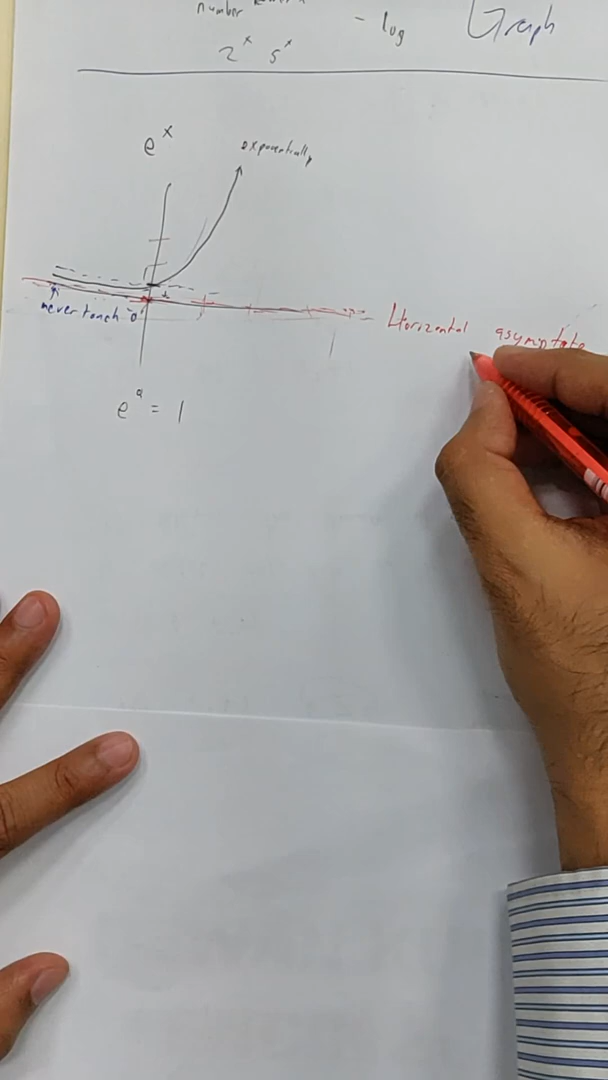 number
- log
Graph
2^x 5^x
e^x
exponentially
never touch 0
Horizontal asymptote
e^0 = 1